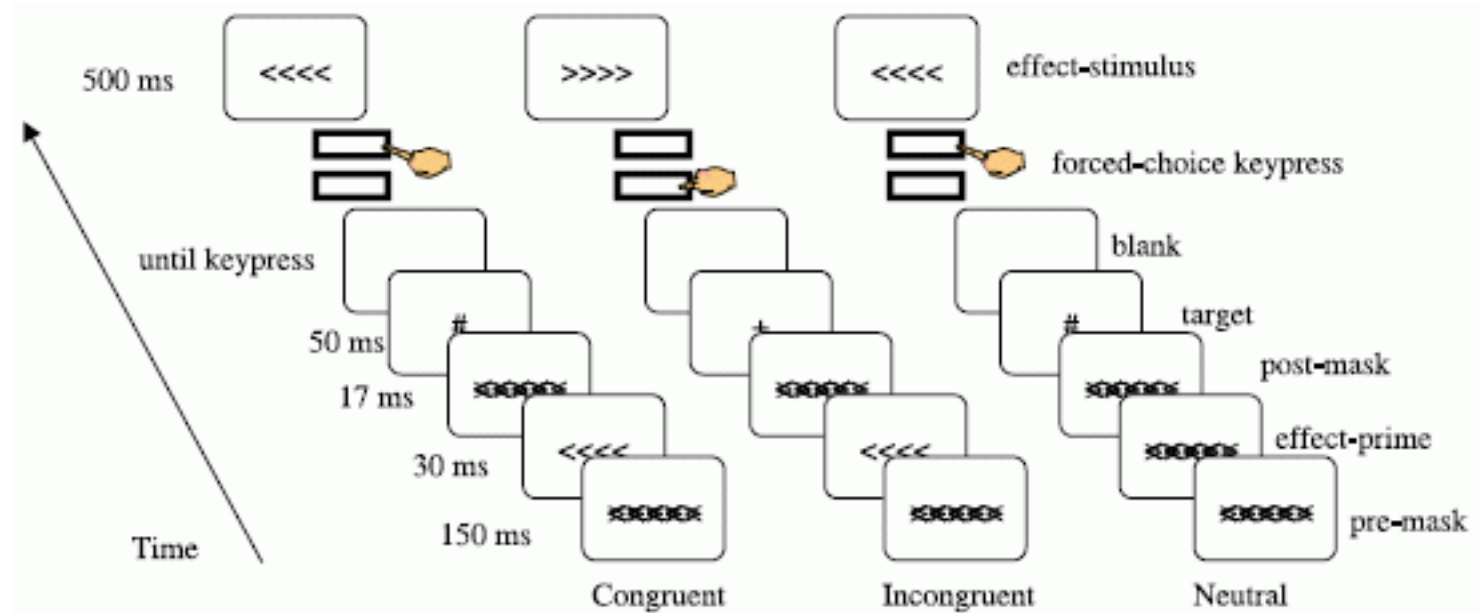 500 ms <<<< >>>> <<<< effect-stimulus
forced-choice keypress
until keypress blank
# + # target
50 ms
17 ms post-mask
<<<< <<<< effect-prime
30 ms
150 ms pre-mask
Time
Congruent Incongruent Neutral